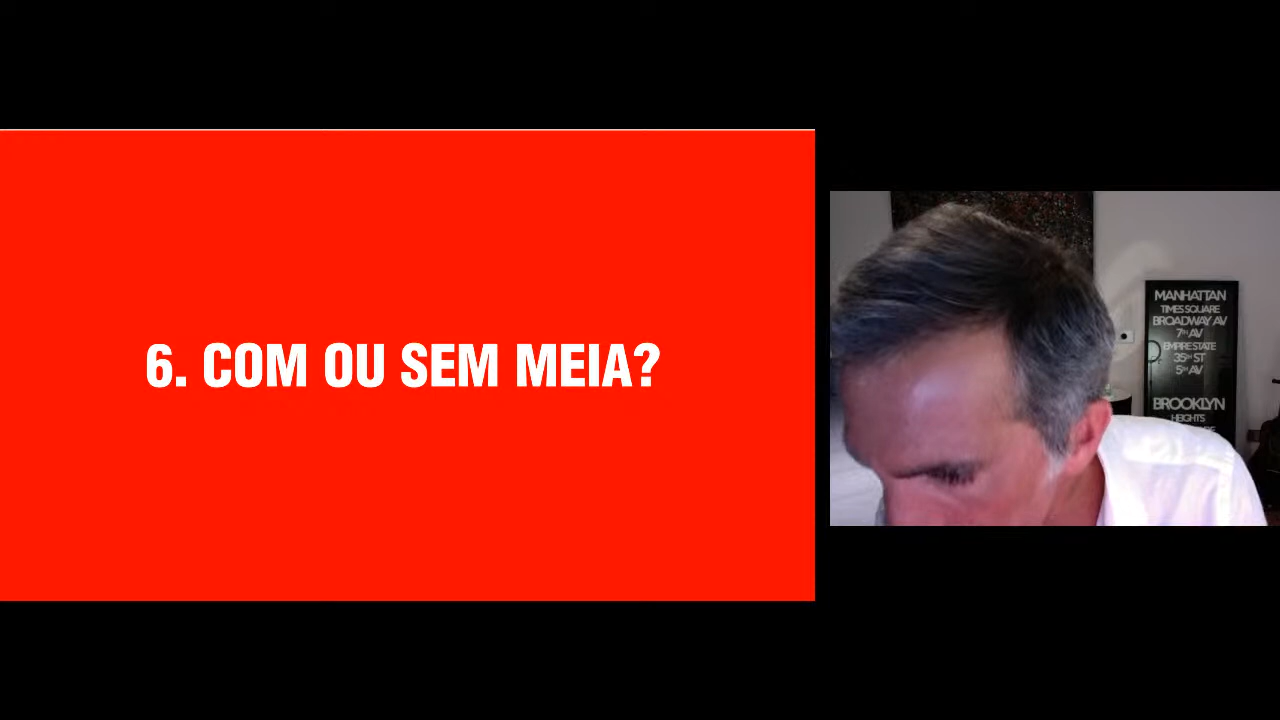 6. COM OU SEM MEIA?
MANHATTAN
TIMES SQUARE
BROADWAY AV
7TH AV
EMPIRE STATE
35TH ST
5TH AV
BROOKLYN
HEIGHTS